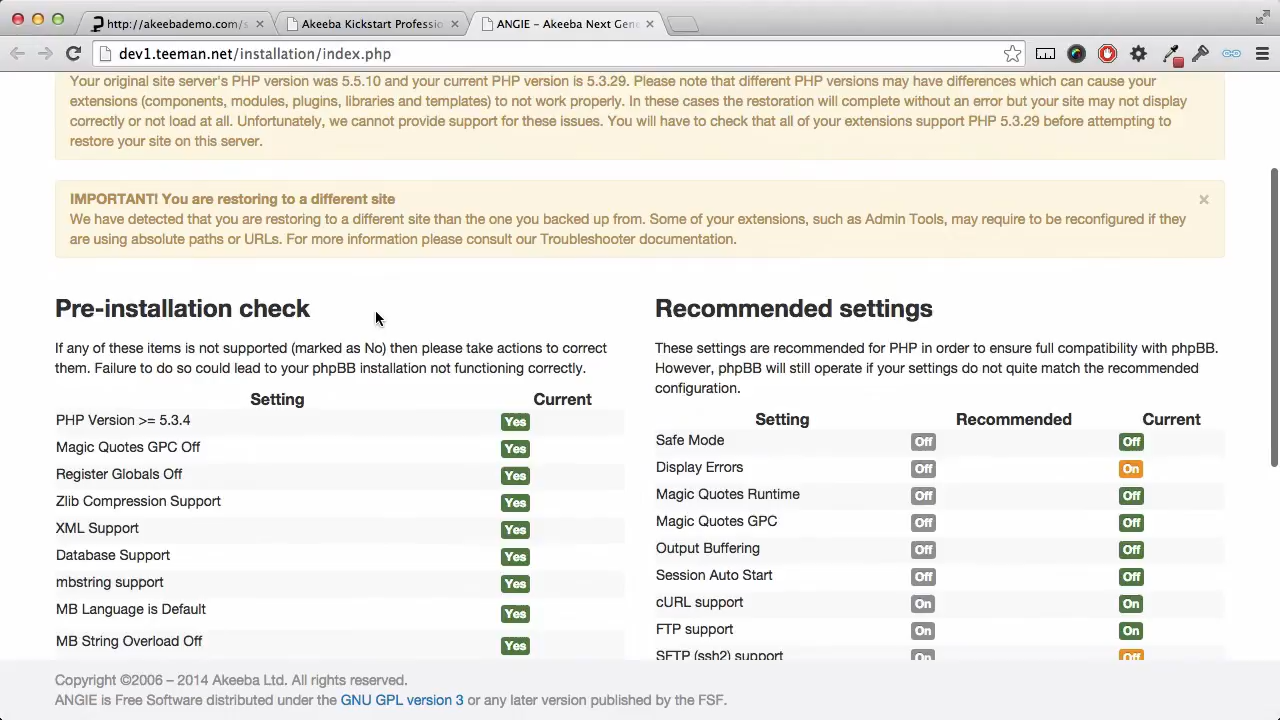 http://akeebademo.com/s
Akeeba Kickstart Professio
ANGIE – Akeeba Next Gene
dev1.teeman.net/installation/index.php
Your original site server's PHP version was 5.5.10 and your current PHP version is 5.3.29. Please note that different PHP versions may have differences which can cause your
extensions (components, modules, plugins, libraries and templates) to not work properly. In these cases the restoration will complete without an error but your site may not display
correctly or not load at all. Unfortunately, we cannot provide support for these issues. You will have to check that all of your extensions support PHP 5.3.29 before attempting to
restore your site on this server.
IMPORTANT! You are restoring to a different site
We have detected that you are restoring to a different site than the one you backed up from. Some of your extensions, such as Admin Tools, may require to be reconfigured if they
are using absolute paths or URLs. For more information please consult our Troubleshooter documentation.
Pre-installation check
If any of these items is not supported (marked as No) then please take actions to correct
them. Failure to do so could lead to your phpBB installation not functioning correctly.
Setting Current
PHP Version >= 5.3.4 Yes
Magic Quotes GPC Off Yes
Register Globals Off Yes
Zlib Compression Support Yes
XML Support Yes
Database Support Yes
mbstring support Yes
MB Language is Default Yes
MB String Overload Off Yes
Recommended settings
These settings are recommended for PHP in order to ensure full compatibility with phpBB.
However, phpBB will still operate if your settings do not quite match the recommended
configuration.
Setting Recommended Current
Safe Mode Off Off
Display Errors Off On
Magic Quotes Runtime Off Off
Magic Quotes GPC Off Off
Output Buffering Off Off
Session Auto Start Off Off
cURL support On On
FTP support On On
SFTP (ssh2) support On Off
Copyright ©2006 – 2014 Akeeba Ltd. All rights reserved.
ANGIE is Free Software distributed under the GNU GPL version 3 or any later version published by the FSF.